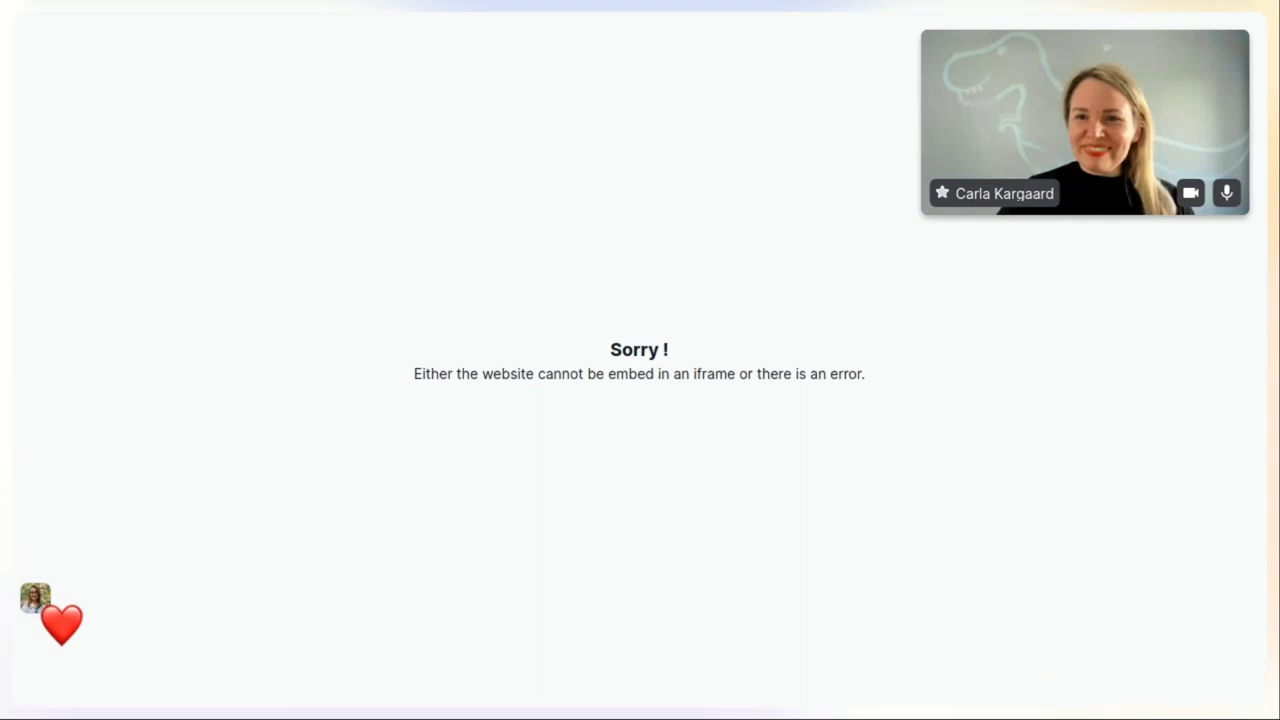 Carla Kargaard
Sorry !
Either the website cannot be embed in an iframe or there is an error.